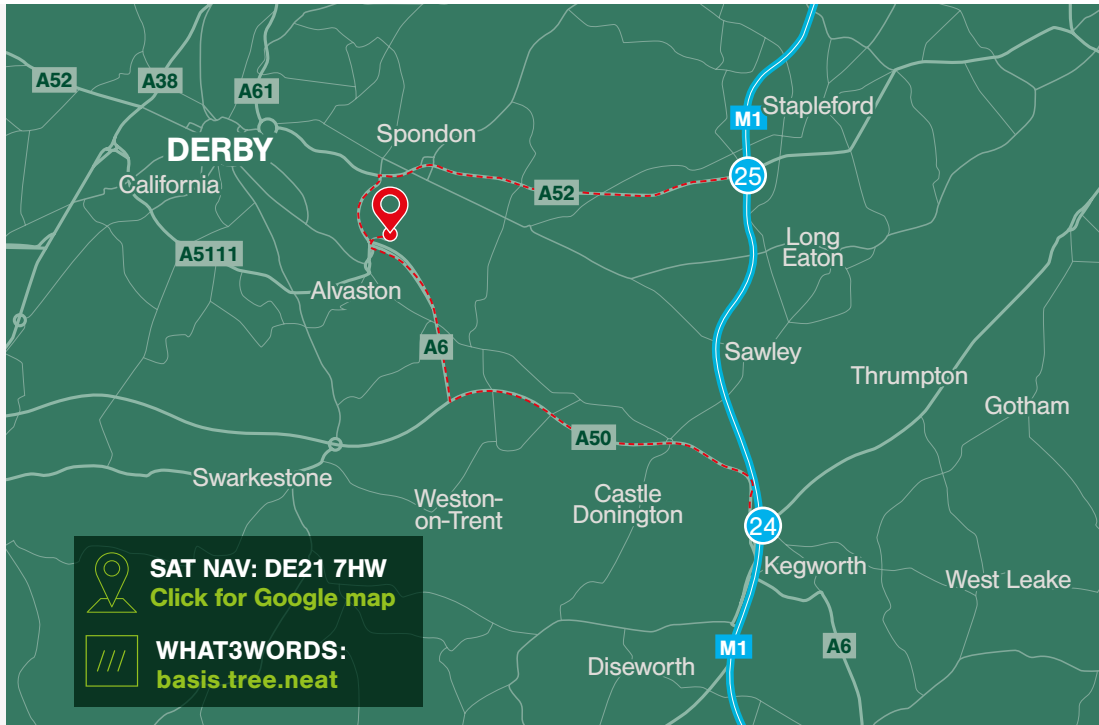 A52
A38
A61
M1
Stapleford
Spondon
DERBY
California
25
A52
A5111
Long
Eaton
Alvaston
A6
Sawley
Thrumpton
Gotham
A50
Swarkestone
Weston-
on-Trent
Castle
Donington
24
Kegworth
West Leake
SAT NAV: DE21 7HW
Click for Google map
WHAT3WORDS:
basis.tree.neat
Diseworth
M1
A6